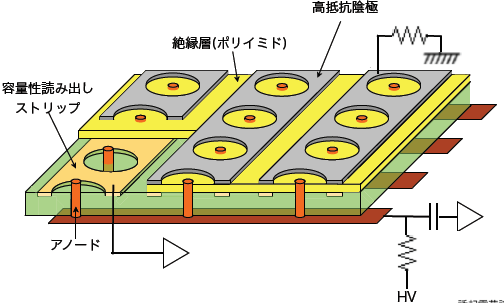 高抵抗陰極
絶縁層(ポリイミド)
容量性読み出し
ストリップ
アノード
HV